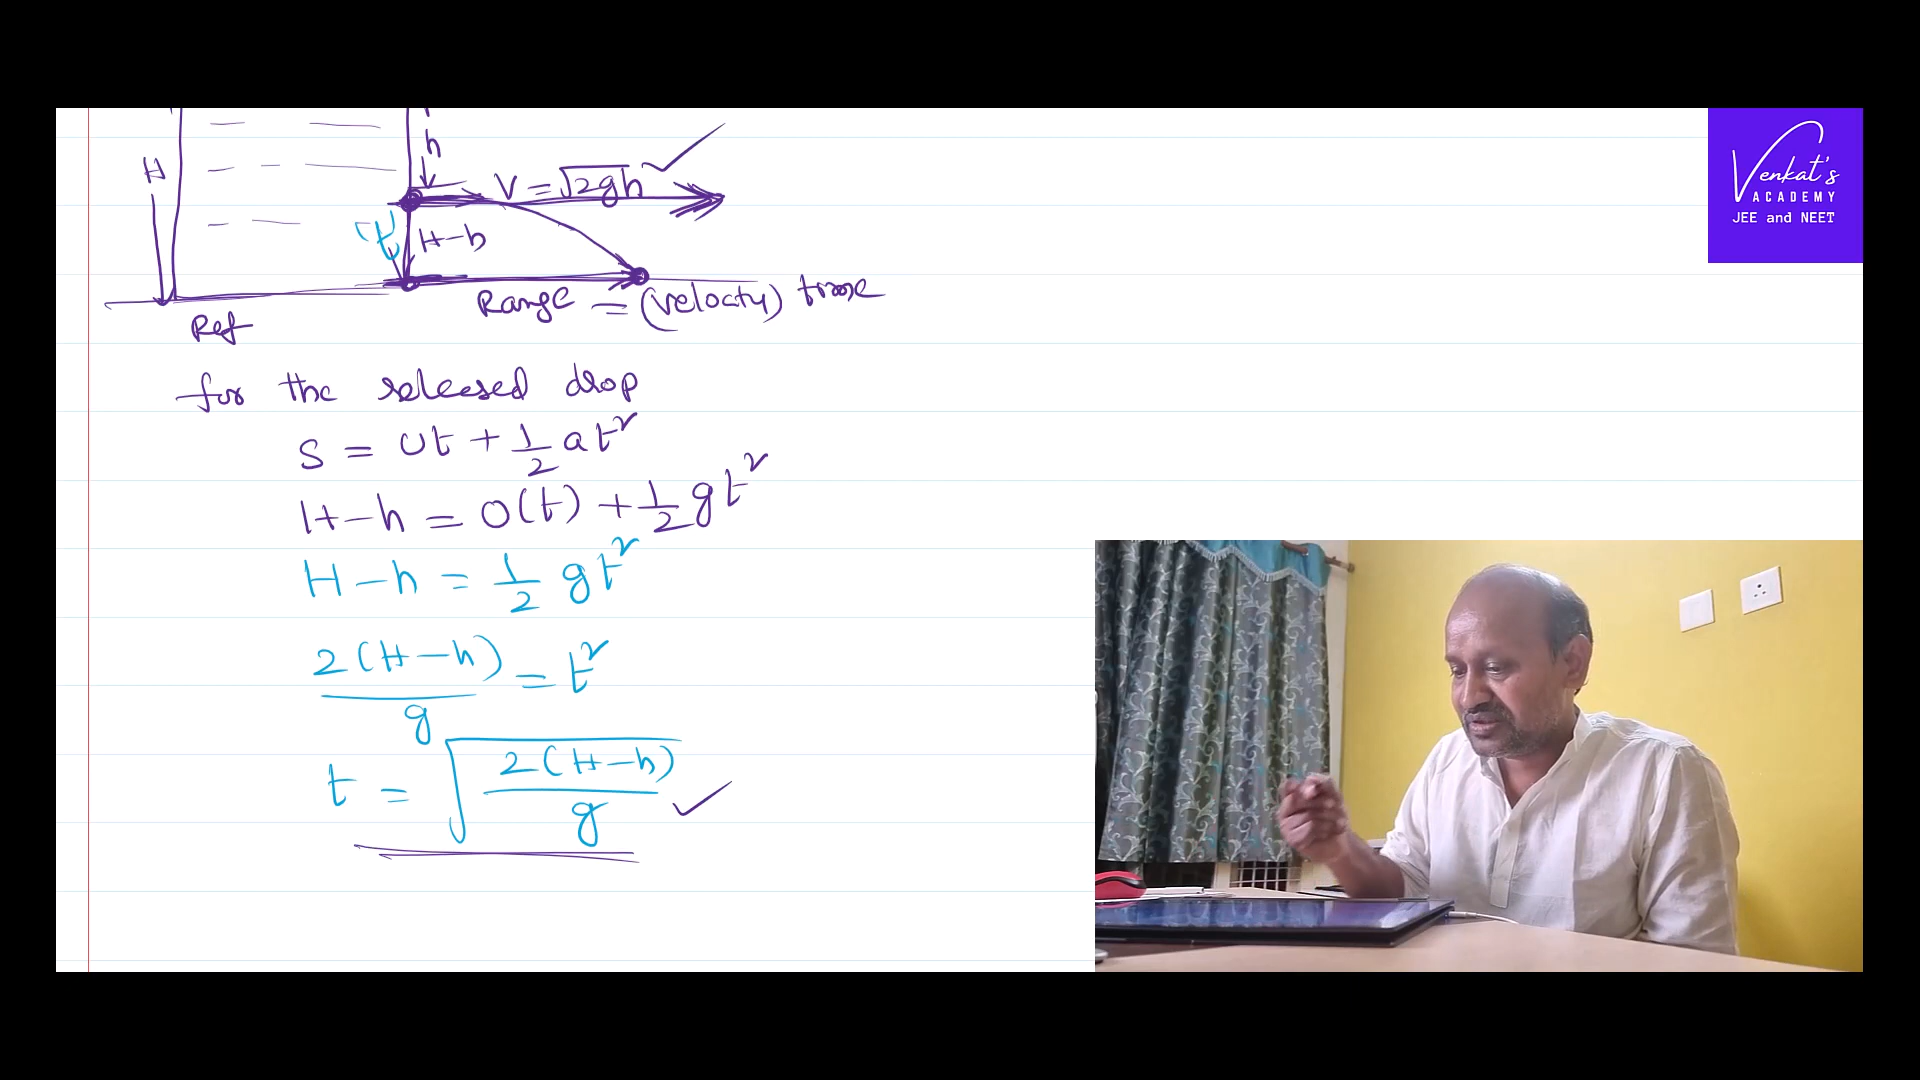 h
H
V = √2gh
(t)
H-h
Range = (velocty) time
Ref
for the released drop
S = ut + 1/2 at²
H-h = 0(t) + 1/2 gt²
H-h = 1/2 gt²
2(H-h)/g = t²
t = √2(H-h)/g
Venkat's
ACADEMY
JEE and NEET